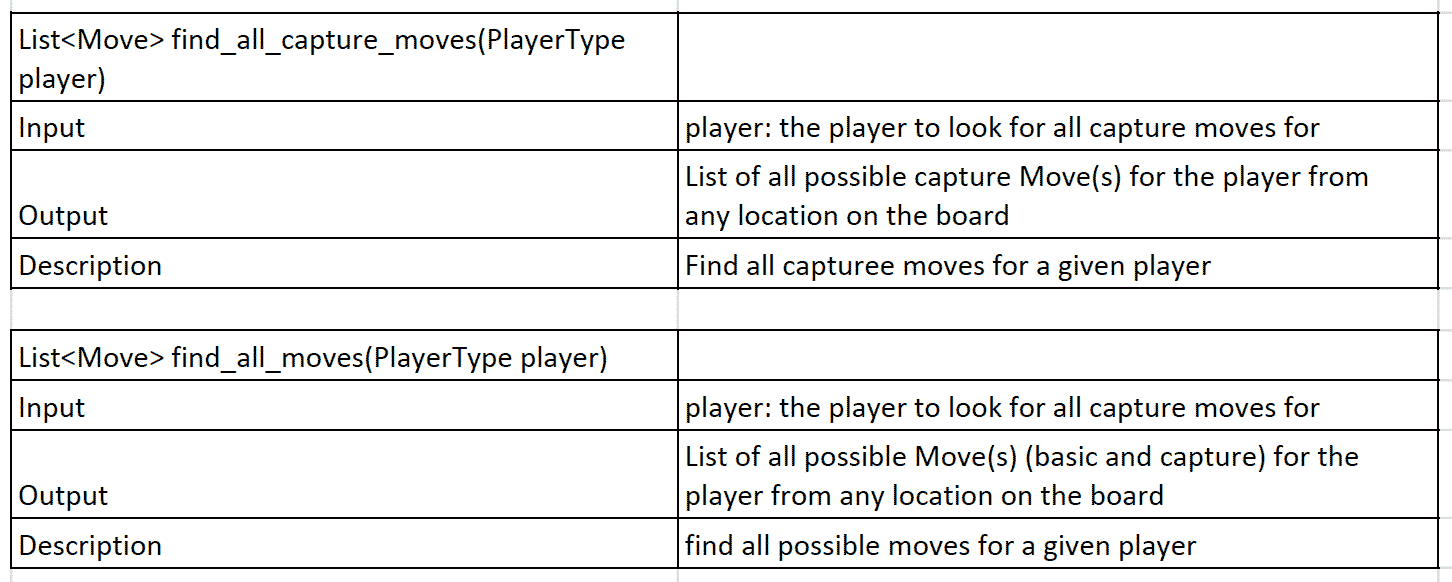 List<Move> find_all_capture_moves(PlayerType
player)
Input
player: the player to look for all capture moves for
List of all possible capture Move(s) for the player from
any location on the board
Output
Description
Find all capturee moves for a given player
List<Move> find_all_moves(PlayerType player)
Input
player: the player to look for all capture moves for
List of all possible Move(s) (basic and capture) for the
player from any location on the board
Output
Description
find all possible moves for a given player